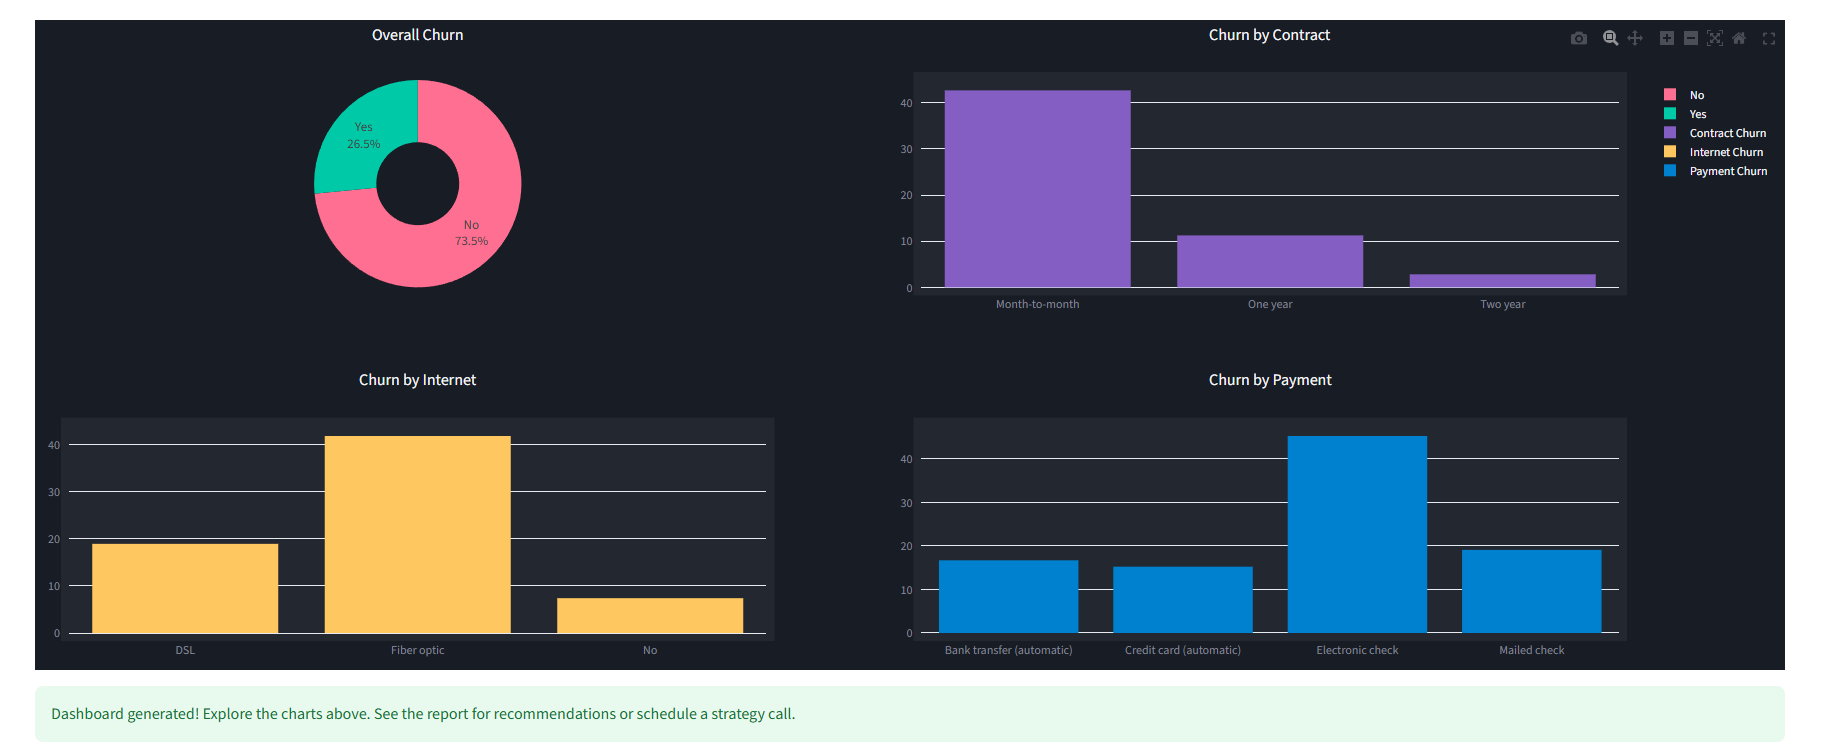 Overall Churn
Yes
26.5%
No
73.5%
Churn by Contract
40
30
20
10
0
Month-to-month
One year
Two year
No
Yes
Contract Churn
Internet Churn
Payment Churn
Churn by Internet
40
30
20
10
0
DSL
Fiber optic
No
Churn by Payment
40
30
20
10
0
Bank transfer (automatic)
Credit card (automatic)
Electronic check
Mailed check
Dashboard generated! Explore the charts above. See the report for recommendations or schedule a strategy call.